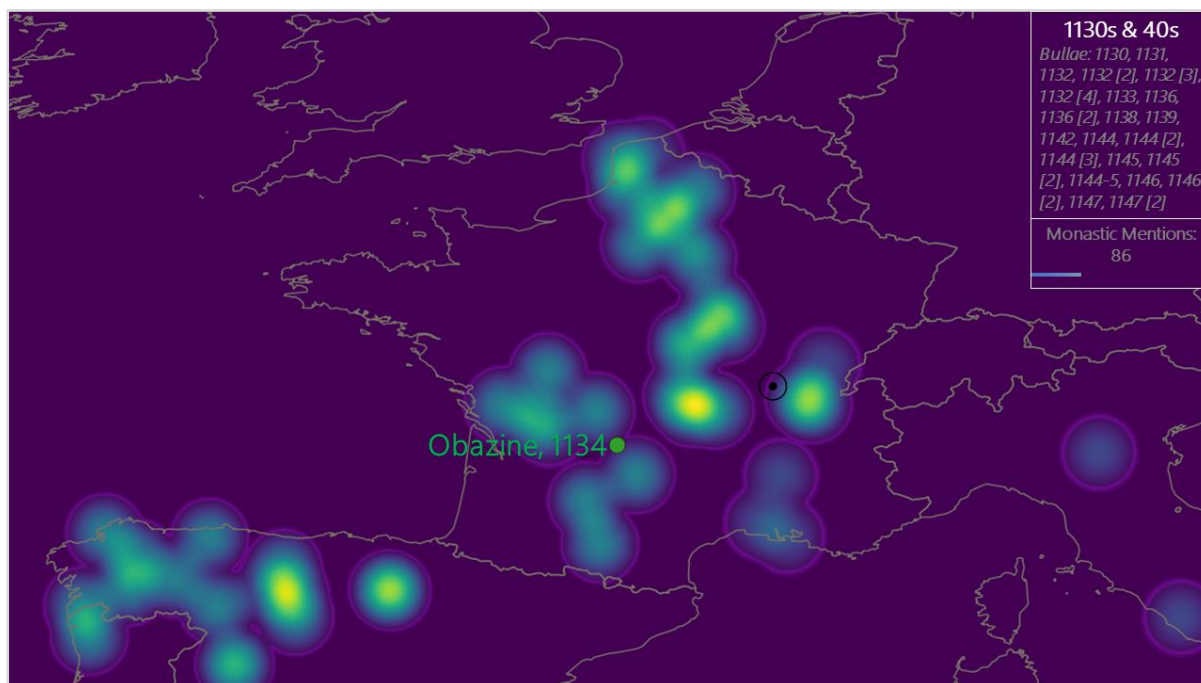 1130s & 40s
Bullae: 1130, 1131,
1132, 1132 [2], 1132 [3],
1132 [4], 1133, 1136,
1136 [2], 1138, 1139,
1142, 1144, 1144 [2],
1144 [3], 1145, 1145
[2], 1144-5, 1146, 1146
[2], 1147, 1147 [2]
Monastic Mentions:
86
Obazine, 1134